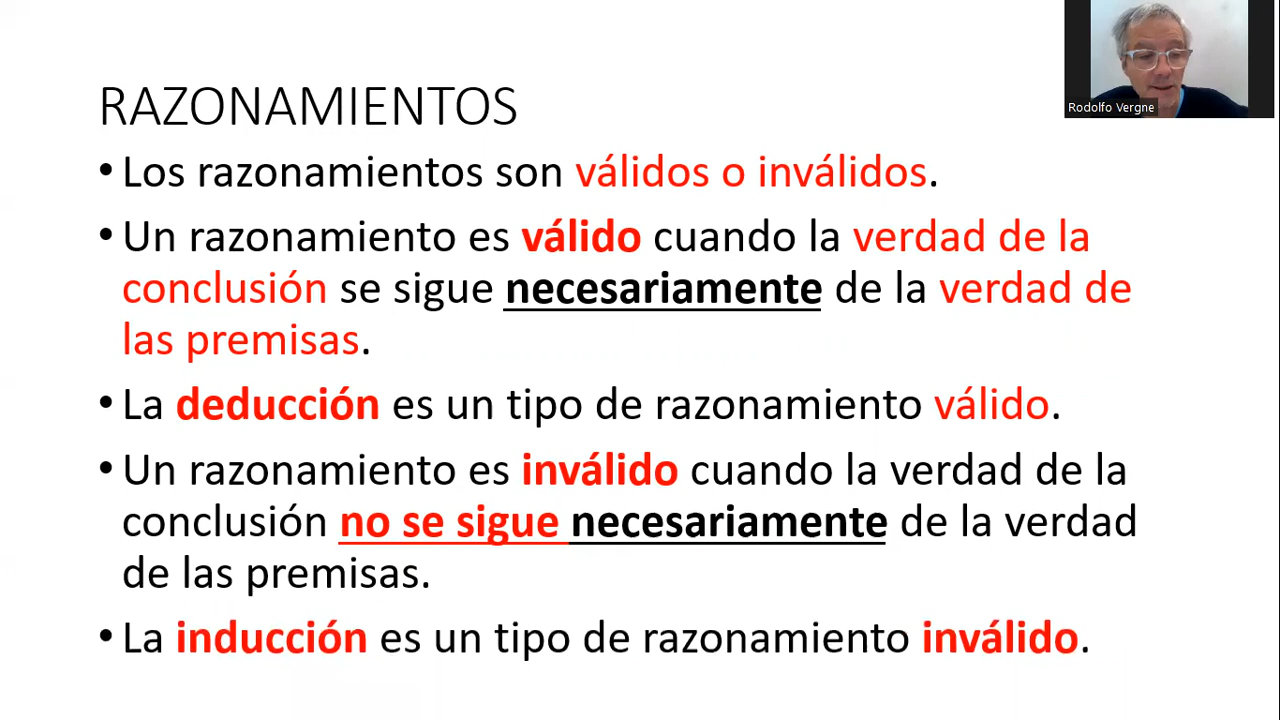 RAZONAMIENTOS
• Los razonamientos son válidos o inválidos.
• Un razonamiento es válido cuando la verdad de la
conclusión se sigue necesariamente de la verdad de
las premisas.
• La deducción es un tipo de razonamiento válido.
• Un razonamiento es inválido cuando la verdad de la
conclusión no se sigue necesariamente de la verdad
de las premisas.
• La inducción es un tipo de razonamiento inválido.
Rodolfo Vergne